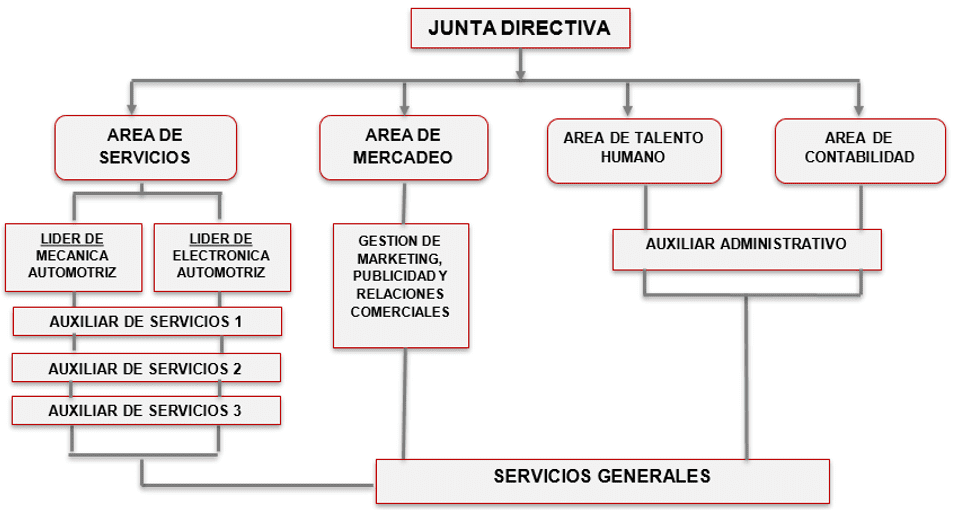 JUNTA DIRECTIVA
AREA DE
SERVICIOS
AREA DE
MERCADEO
AREA DE TALENTO
HUMANO
AREA DE
CONTABILIDAD
LIDER DE
MECANICA
AUTOMOTRIZ
LIDER DE
ELECTRONICA
AUTOMOTRIZ
GESTION DE
MARKETING,
PUBLICIDAD Y
RELACIONES
COMERCIALES
AUXILIAR ADMINISTRATIVO
AUXILIAR DE SERVICIOS 1
AUXILIAR DE SERVICIOS 2
AUXILIAR DE SERVICIOS 3
SERVICIOS GENERALES